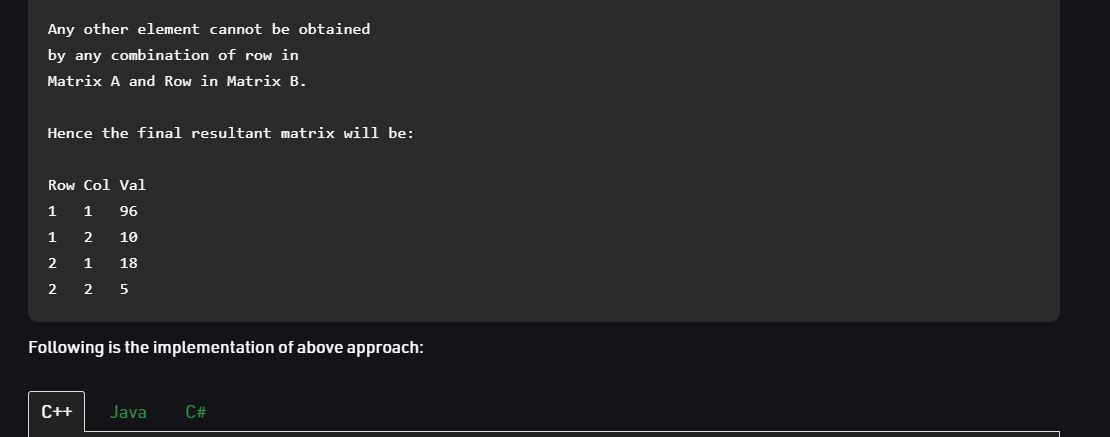 Any other element cannot be obtained
by any combination of row in
Matrix A and Row in Matrix B.
Hence the final resultant matrix will be:
Row Col Val
1 1 96
1 2 10
2 1 18
2 2 5
Following is the implementation of above approach:
C++ Java C#